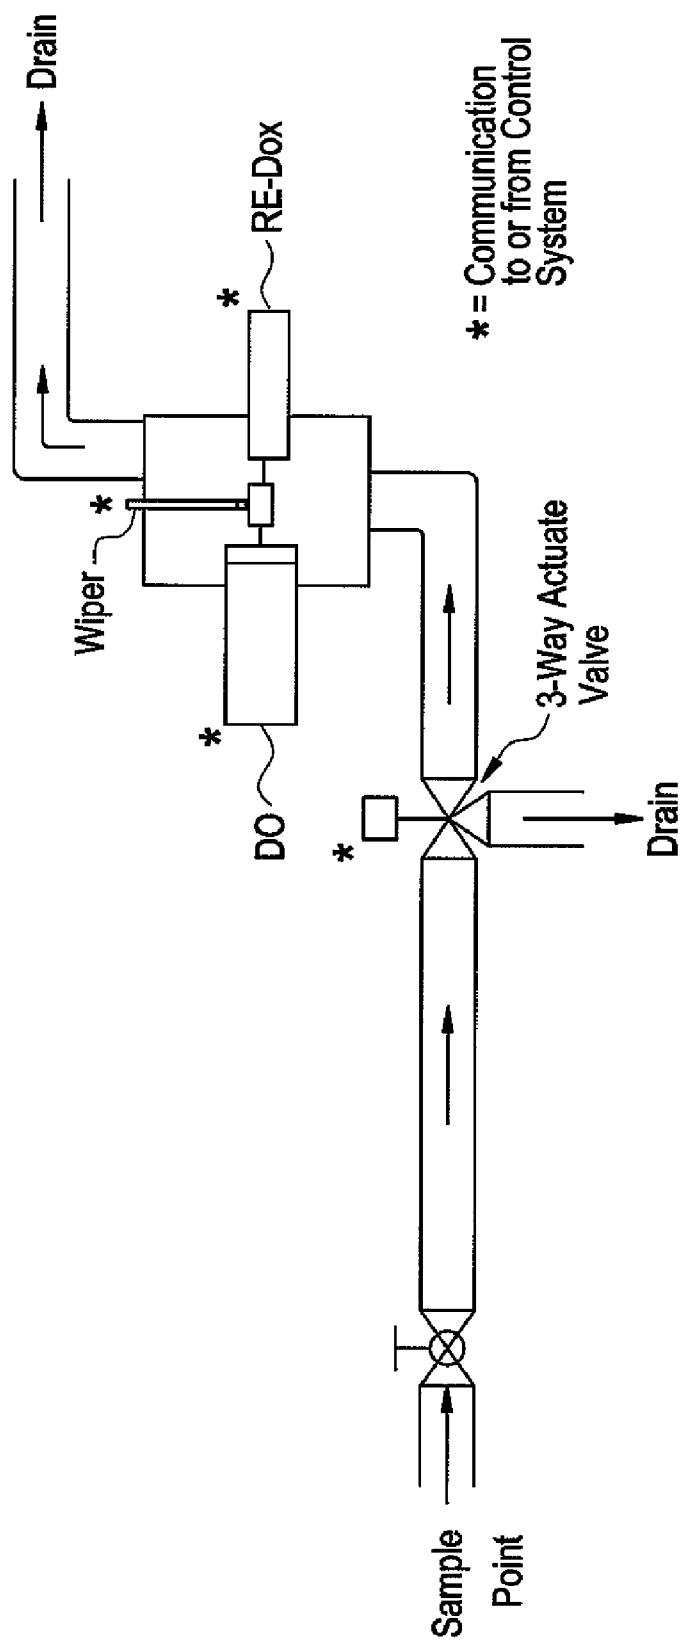 Drain
*
RE-Dox
*
Wiper
*
DO
* = Communication
to or from Control
System
*
3-Way Actuate
Valve
Drain
Sample
Point